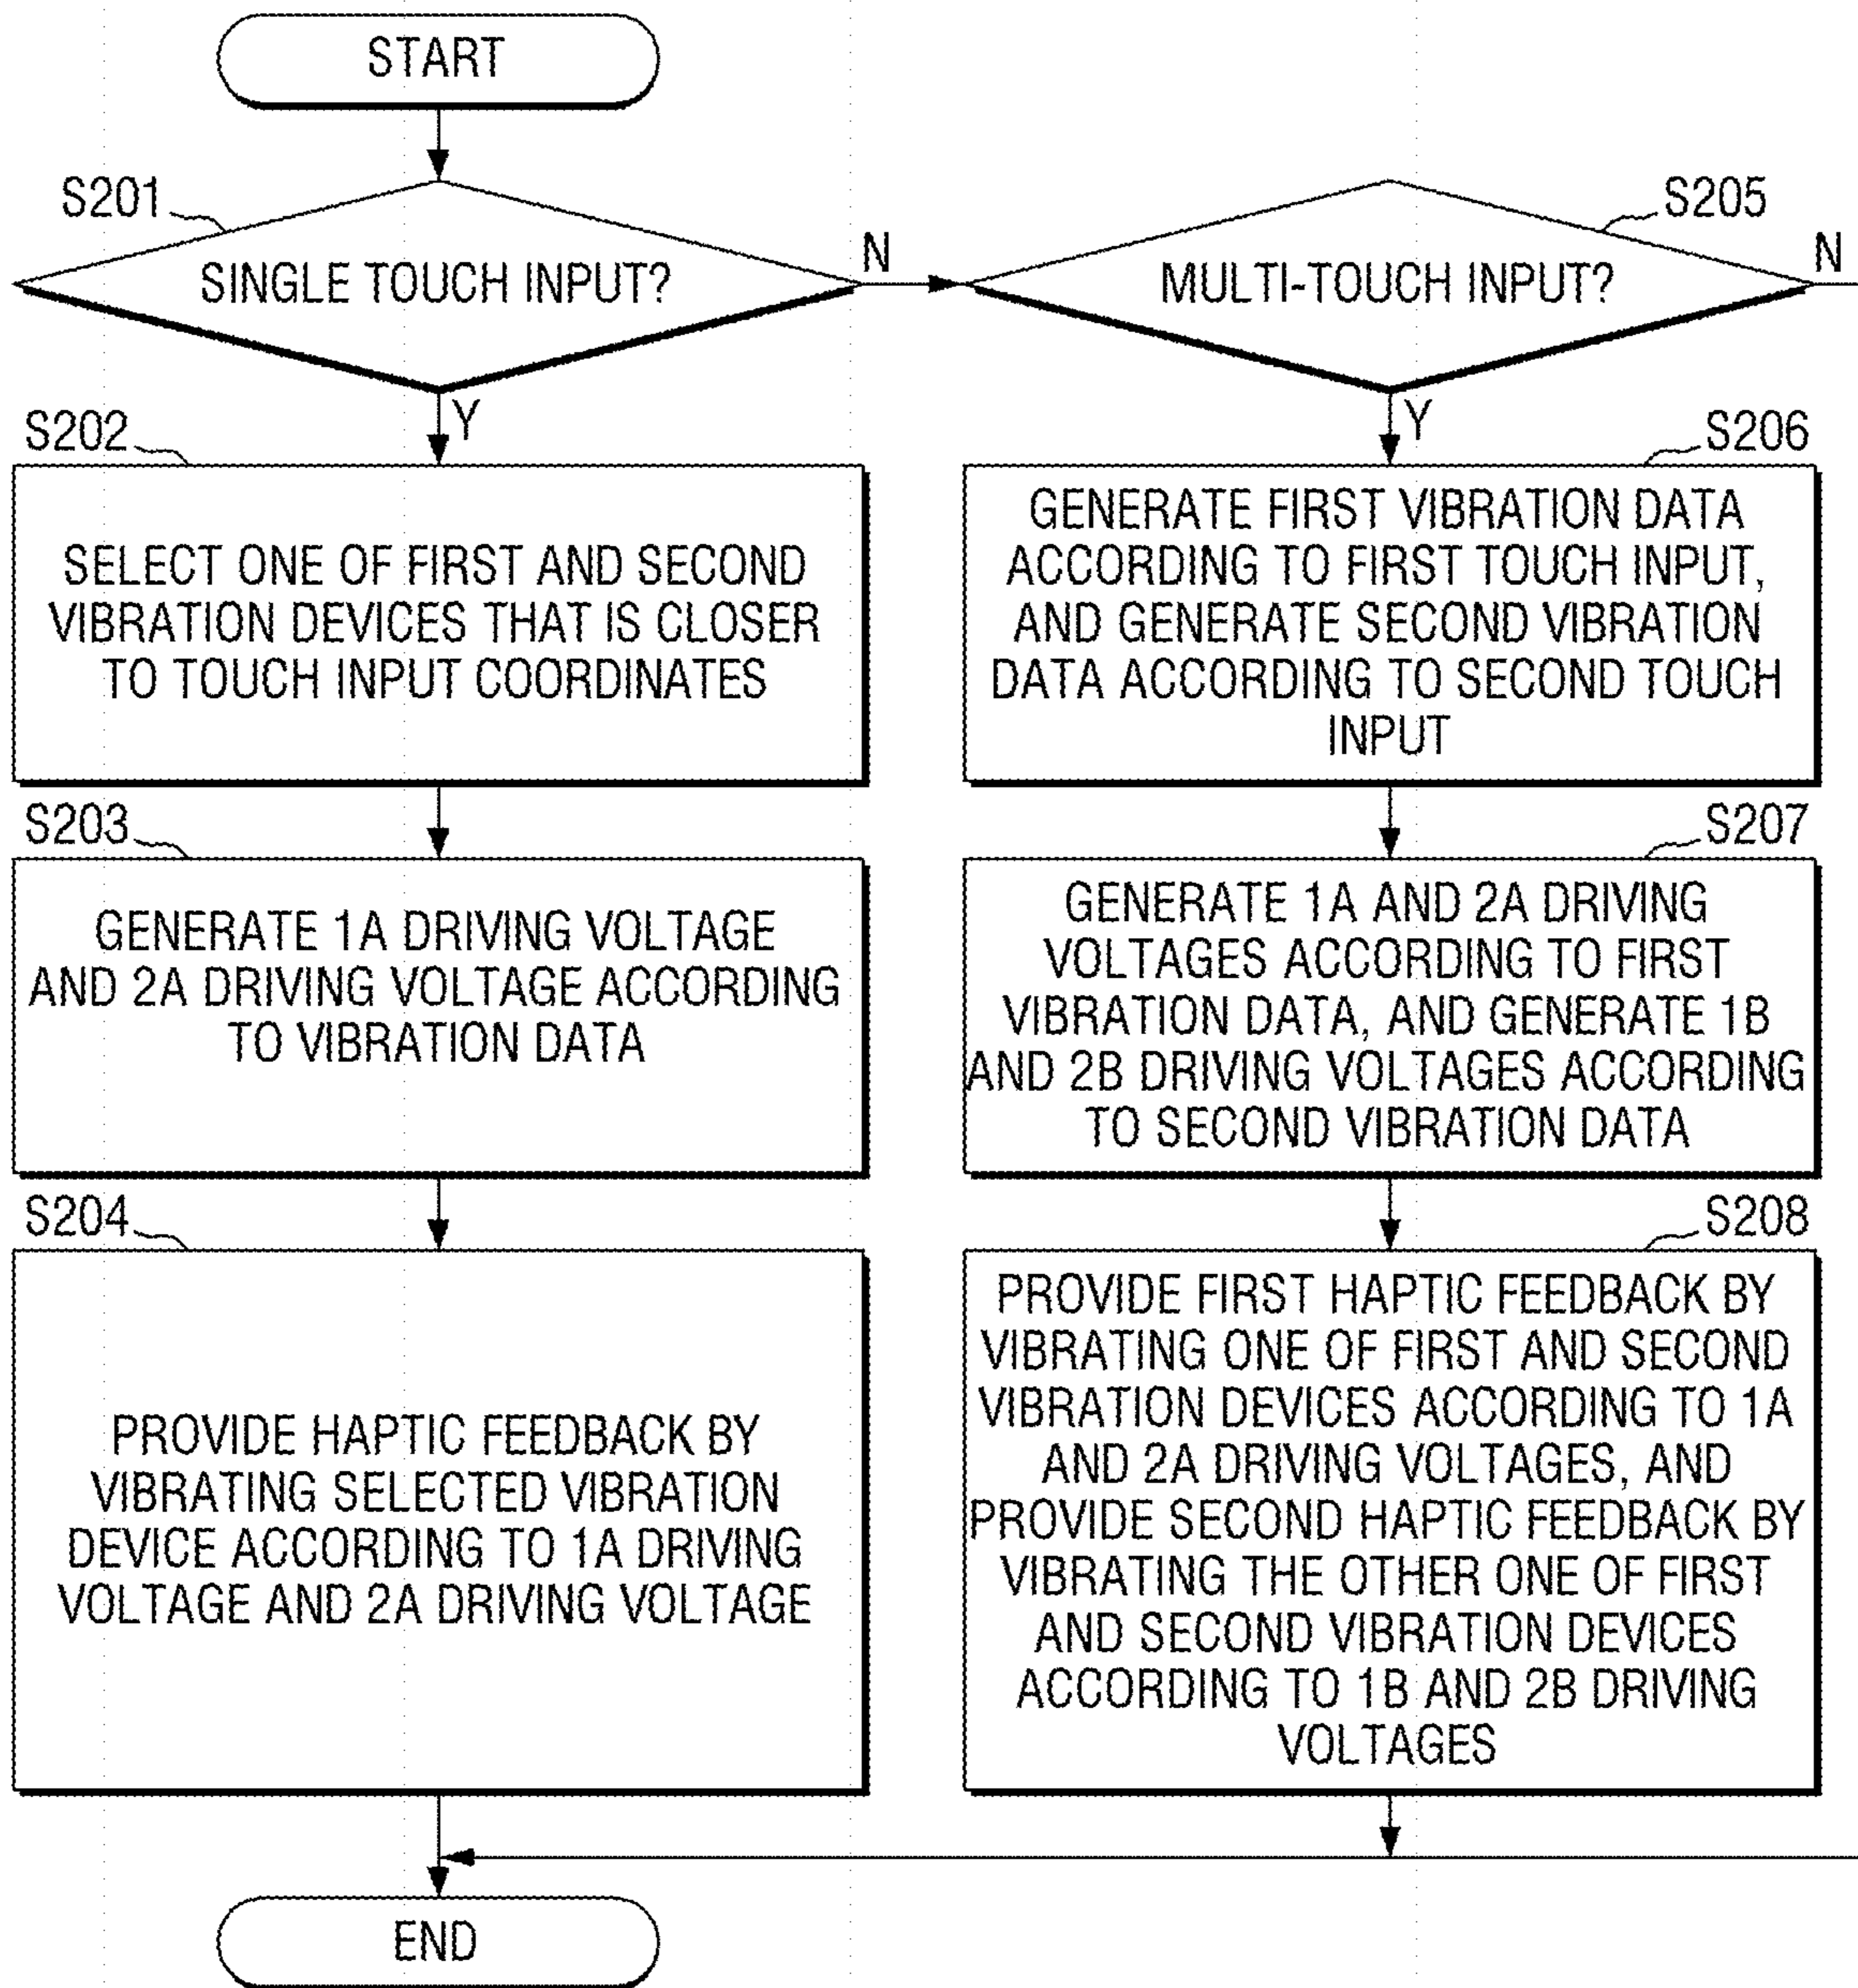 START
S201
SINGLE TOUCH INPUT?
N
Y
S202
SELECT ONE OF FIRST AND SECOND
VIBRATION DEVICES THAT IS CLOSER
TO TOUCH INPUT COORDINATES
S203
GENERATE 1A DRIVING VOLTAGE
AND 2A DRIVING VOLTAGE ACCORDING
TO VIBRATION DATA
S204
PROVIDE HAPTIC FEEDBACK BY
VIBRATING SELECTED VIBRATION
DEVICE ACCORDING TO 1A DRIVING
VOLTAGE AND 2A DRIVING VOLTAGE
S205
MULTI-TOUCH INPUT?
N
Y
S206
GENERATE FIRST VIBRATION DATA
ACCORDING TO FIRST TOUCH INPUT,
AND GENERATE SECOND VIBRATION
DATA ACCORDING TO SECOND TOUCH
INPUT
S207
GENERATE 1A AND 2A DRIVING
VOLTAGES ACCORDING TO FIRST
VIBRATION DATA, AND GENERATE 1B
AND 2B DRIVING VOLTAGES ACCORDING
TO SECOND VIBRATION DATA
S208
PROVIDE FIRST HAPTIC FEEDBACK BY
VIBRATING ONE OF FIRST AND SECOND
VIBRATION DEVICES ACCORDING TO 1A
AND 2A DRIVING VOLTAGES, AND
PROVIDE SECOND HAPTIC FEEDBACK BY
VIBRATING THE OTHER ONE OF FIRST
AND SECOND VIBRATION DEVICES
ACCORDING TO 1B AND 2B DRIVING
VOLTAGES
END